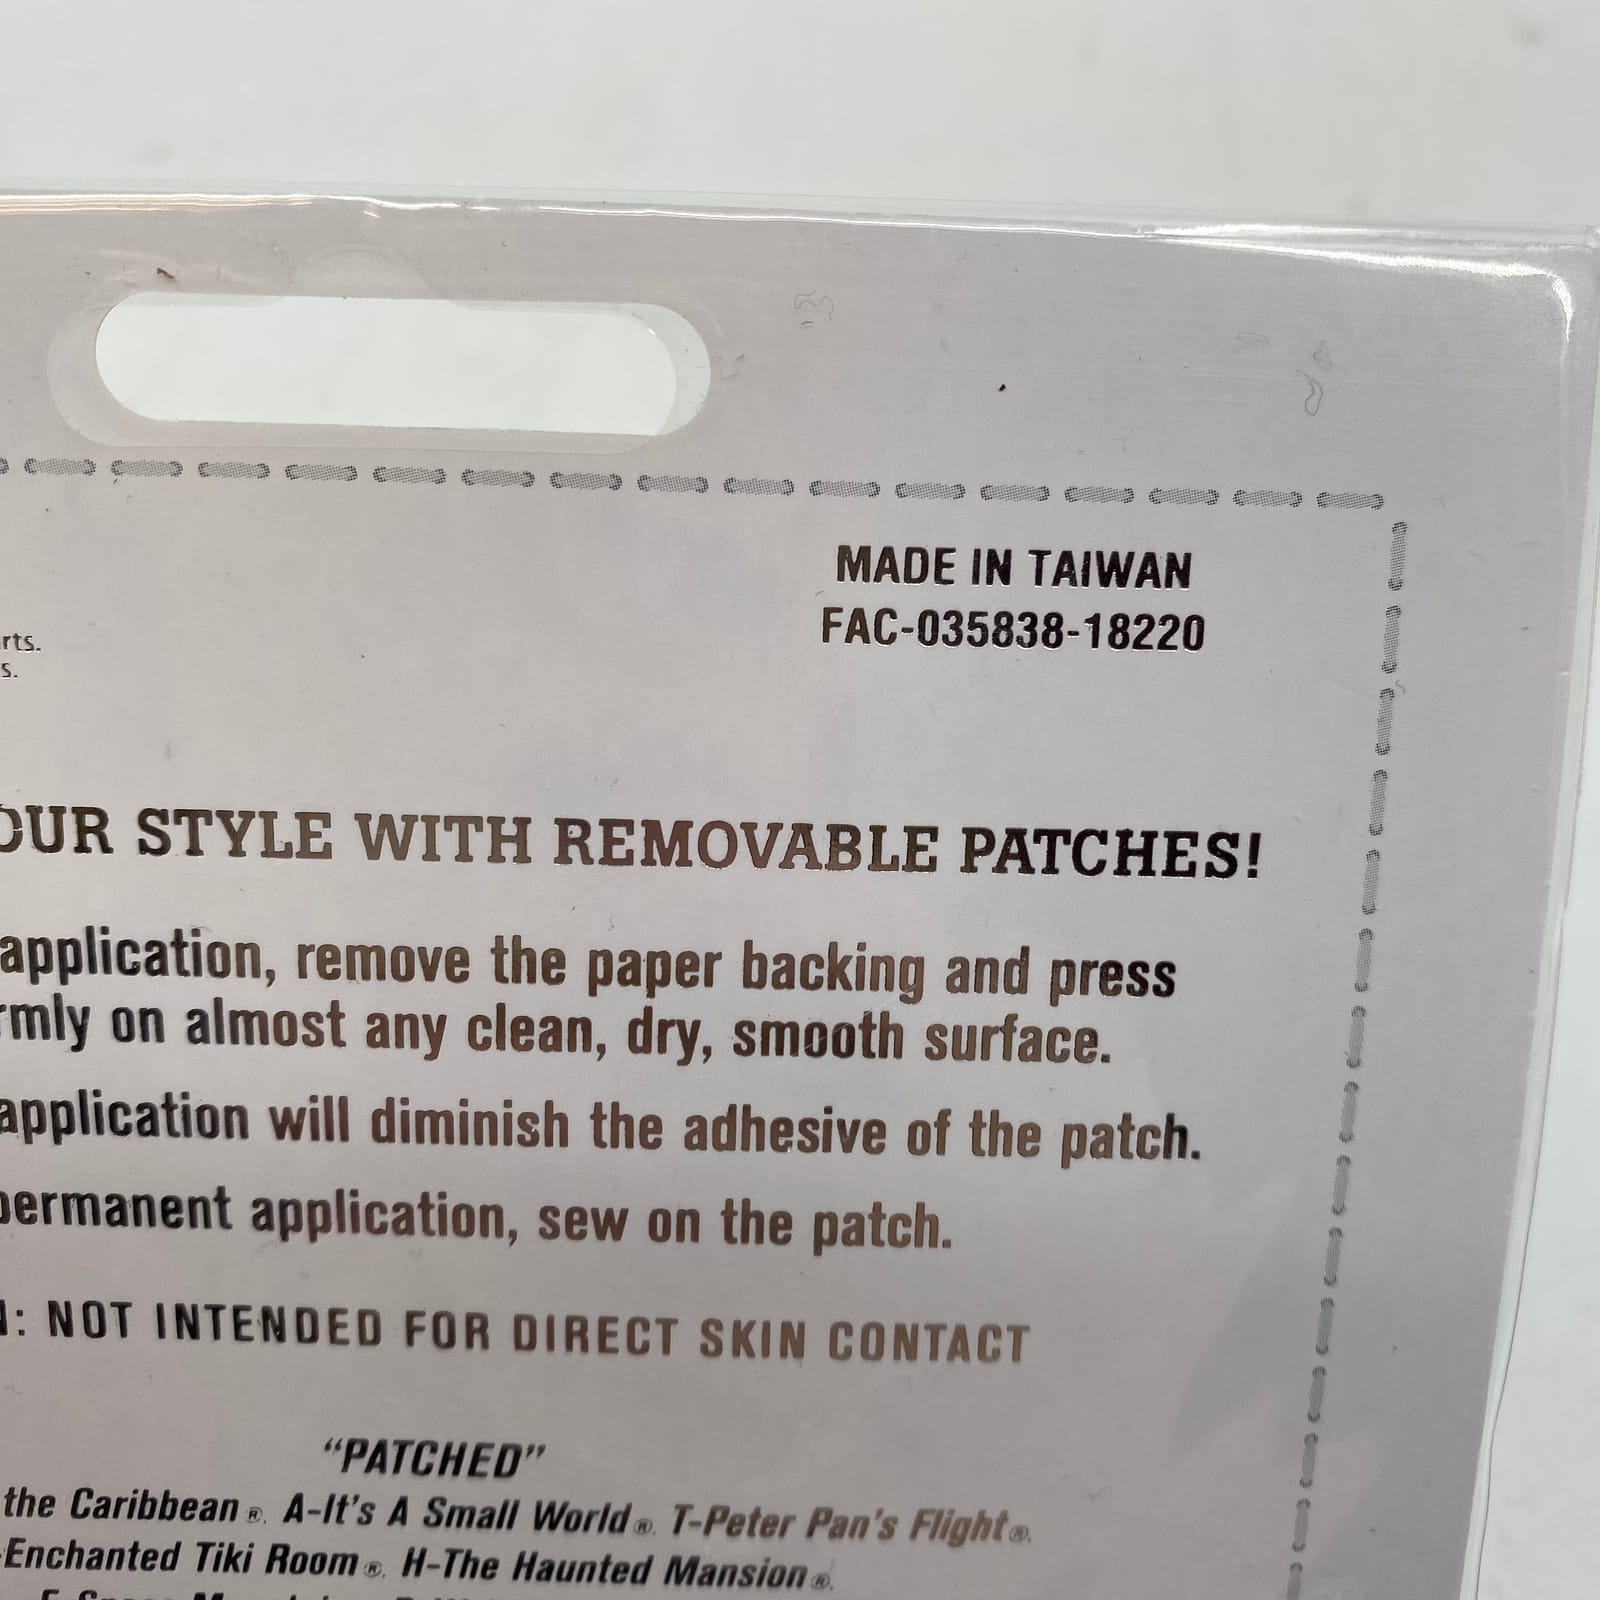 MADE IN TAIWAN
FAC-035838-18220
rts.
s.
OUR STYLE WITH REMOVABLE PATCHES!
application, remove the paper backing and press
rmly on almost any clean, dry, smooth surface.
application will diminish the adhesive of the patch.
permanent application, sew on the patch.
: NOT INTENDED FOR DIRECT SKIN CONTACT
“PATCHED”
the Caribbean®. A-It's A Small World®. T-Peter Pan's Flight®.
Enchanted Tiki Room®. H-The Haunted Mansion®.